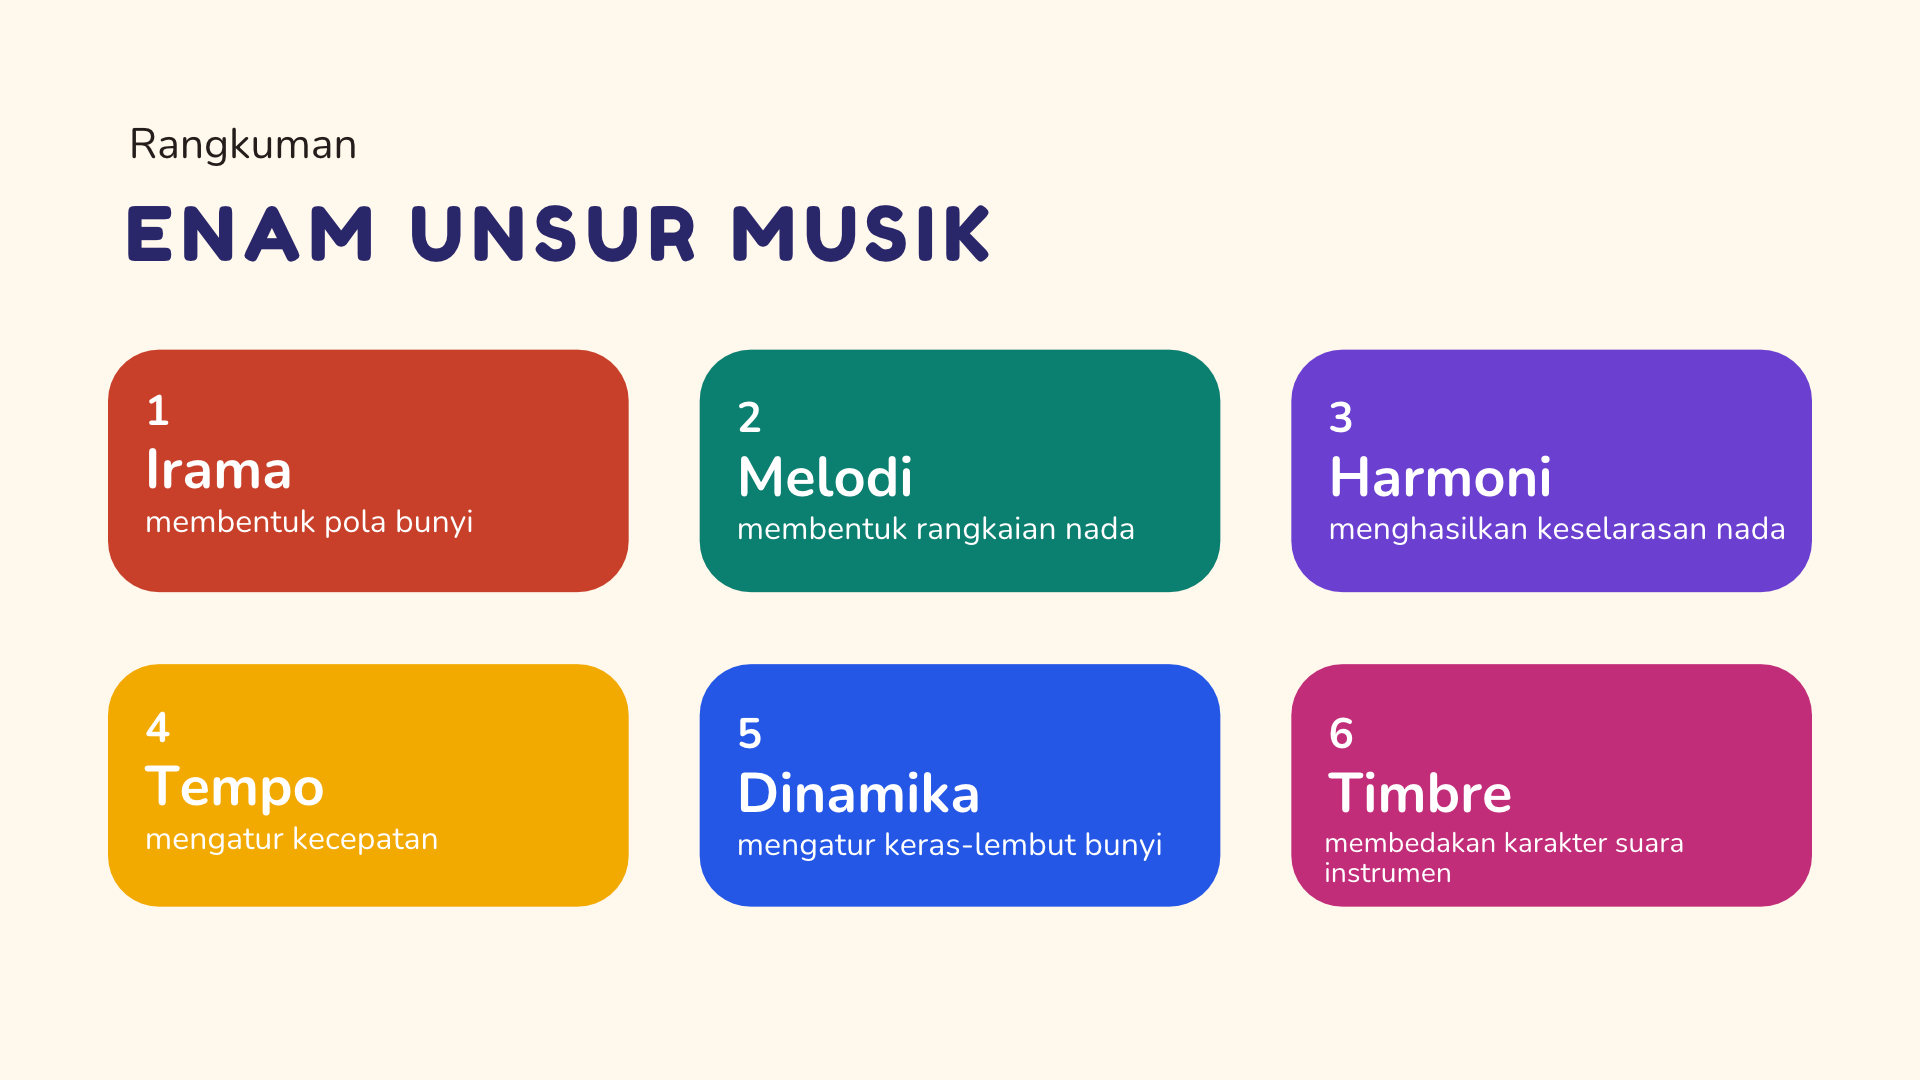 Rangkuman
ENAM UNSUR MUSIK
1
Irama
membentuk pola bunyi
2
Melodi
membentuk rangkaian nada
3
Harmoni
menghasilkan keselarasan nada
4
Tempo
mengatur kecepatan
5
Dinamika
mengatur keras-lembut bunyi
6
Timbre
membedakan karakter suara
instrumen